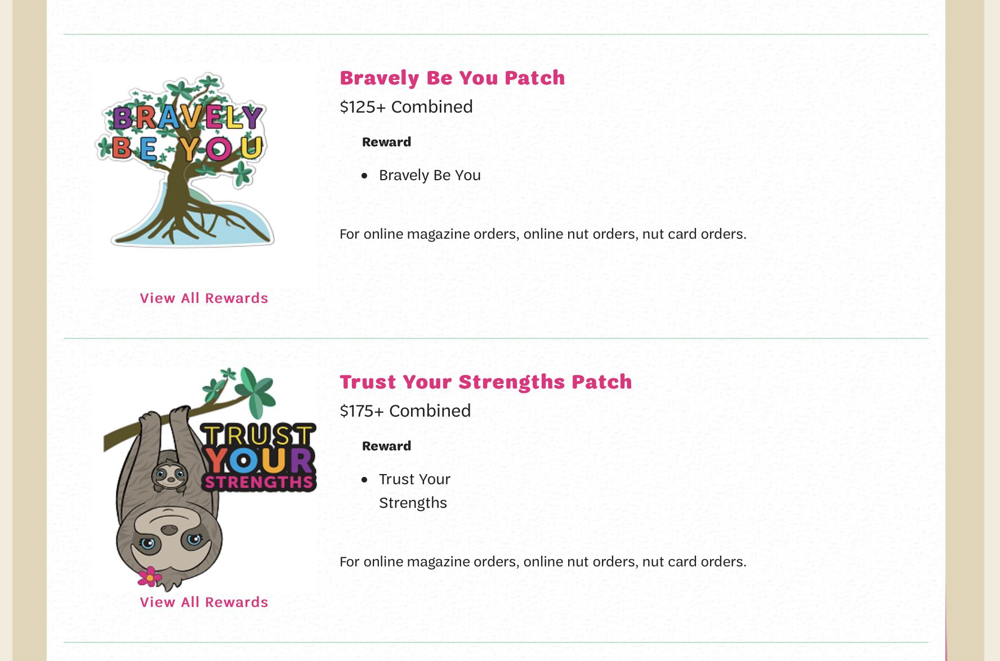 BRAVELY
BE YOU
Bravely Be You Patch
$125+ Combined
Reward
• Bravely Be You
For online magazine orders, online nut orders, nut card orders.
View All Rewards
TRUST
YOUR
STRENGTHS
Trust Your Strengths Patch
$175+ Combined
Reward
• Trust Your
Strengths
For online magazine orders, online nut orders, nut card orders.
View All Rewards